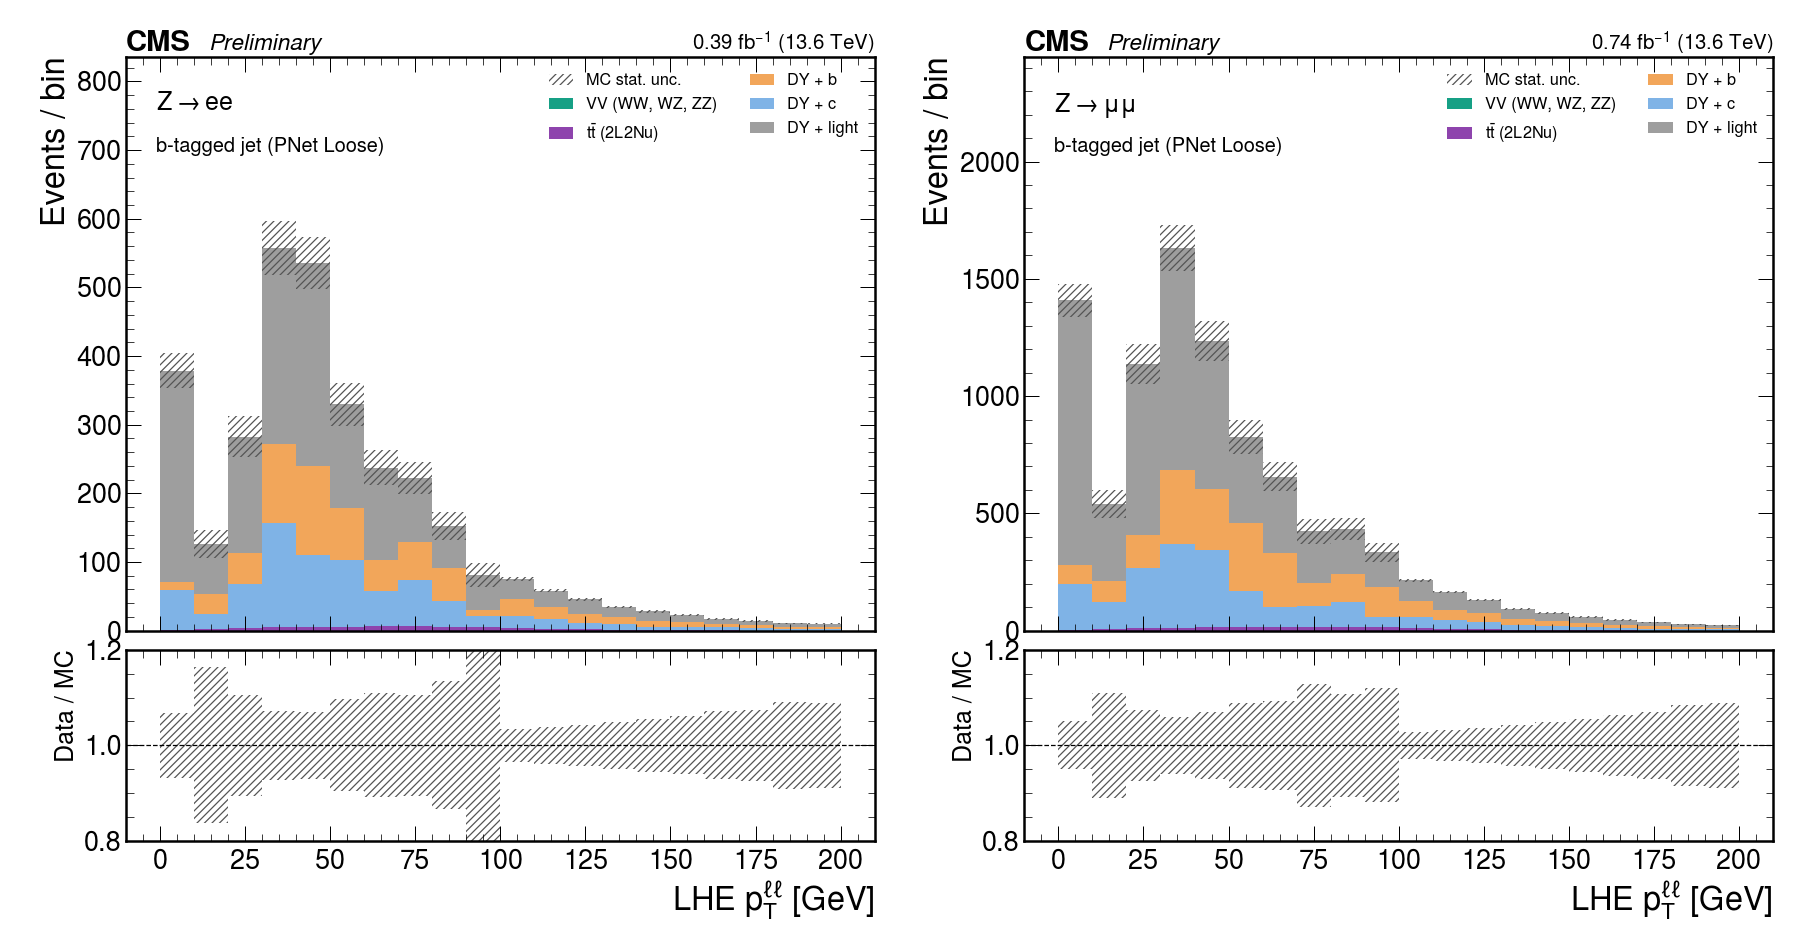 CMS Preliminary 0.39 fb⁻¹ (13.6 TeV)
Events / bin
800
700
600
500
400
300
200
100
0
Z → ee
b-tagged jet (PNet Loose)
MC stat. unc.
VV (WW, WZ, ZZ)
tt̄ (2L2Nu)
DY + b
DY + c
DY + light
Data / MC
1.2
1.0
0.8
0 25 50 75 100 125 150 175 200
LHE p_T^ℓℓ [GeV]
CMS Preliminary 0.74 fb⁻¹ (13.6 TeV)
Events / bin
2000
1500
1000
500
0
Z → μμ
b-tagged jet (PNet Loose)
MC stat. unc.
VV (WW, WZ, ZZ)
tt̄ (2L2Nu)
DY + b
DY + c
DY + light
Data / MC
1.2
1.0
0.8
0 25 50 75 100 125 150 175 200
LHE p_T^ℓℓ [GeV]